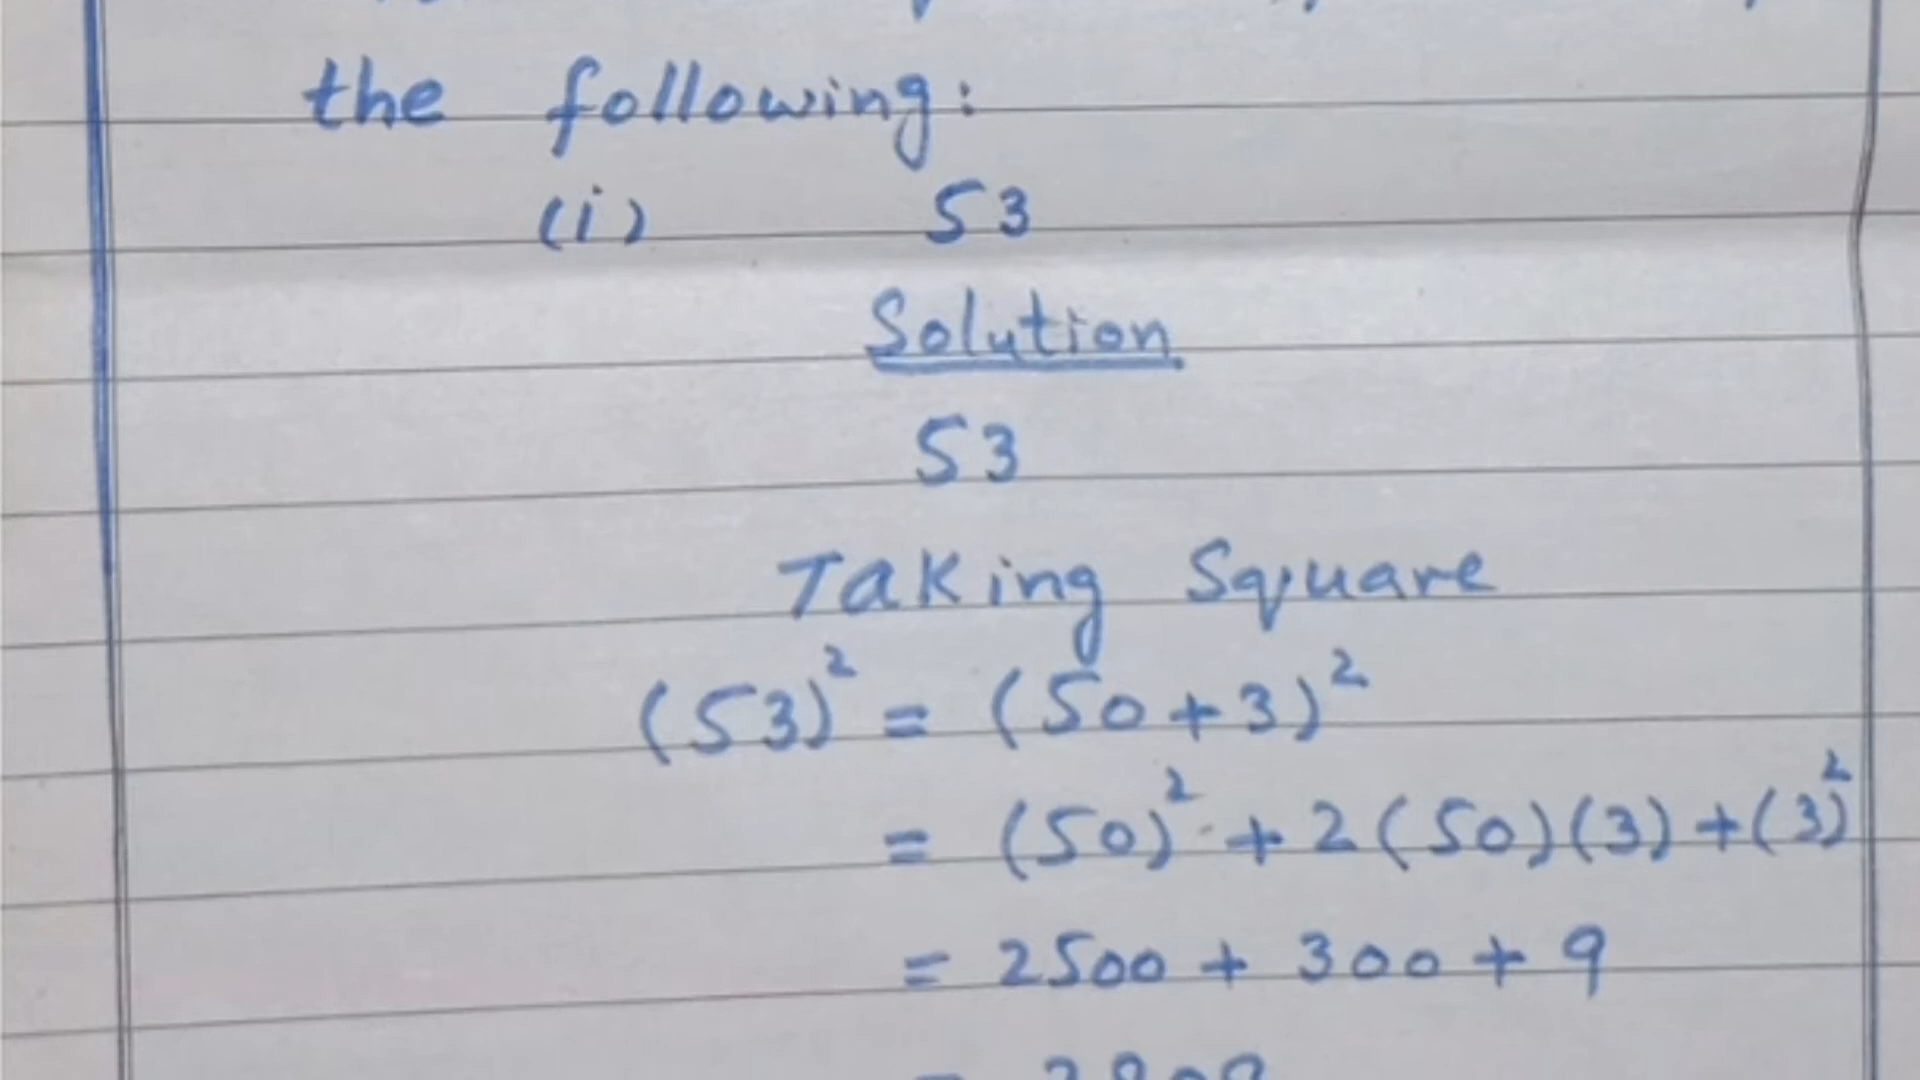 the following:
(i) 53
Solution
53
Taking Square
(53)² = (50+3)²
= (50)² + 2(50)(3) + (3)²
= 2500 + 300 + 9
= 2809